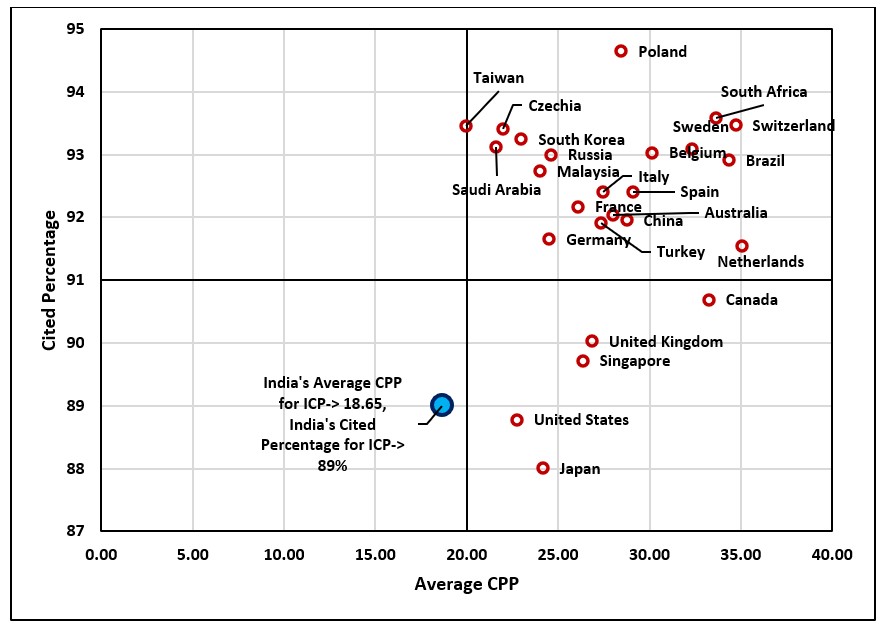 95
Poland
Taiwan
94
South Africa
Czechia
Sweden
Switzerland
South Korea
93
Russia
Belgium
Brazil
Malaysia
Saudi Arabia
Italy
Spain
92
France
Australia
China
Germany
Turkey
Netherlands
91
Cited Percentage
Canada
90
United Kingdom
Singapore
India's Average CPP
for ICP-> 18.65,
India's Cited
Percentage for ICP->
89%
89
United States
88
Japan
87
0.00 5.00 10.00 15.00 20.00 25.00 30.00 35.00 40.00
Average CPP